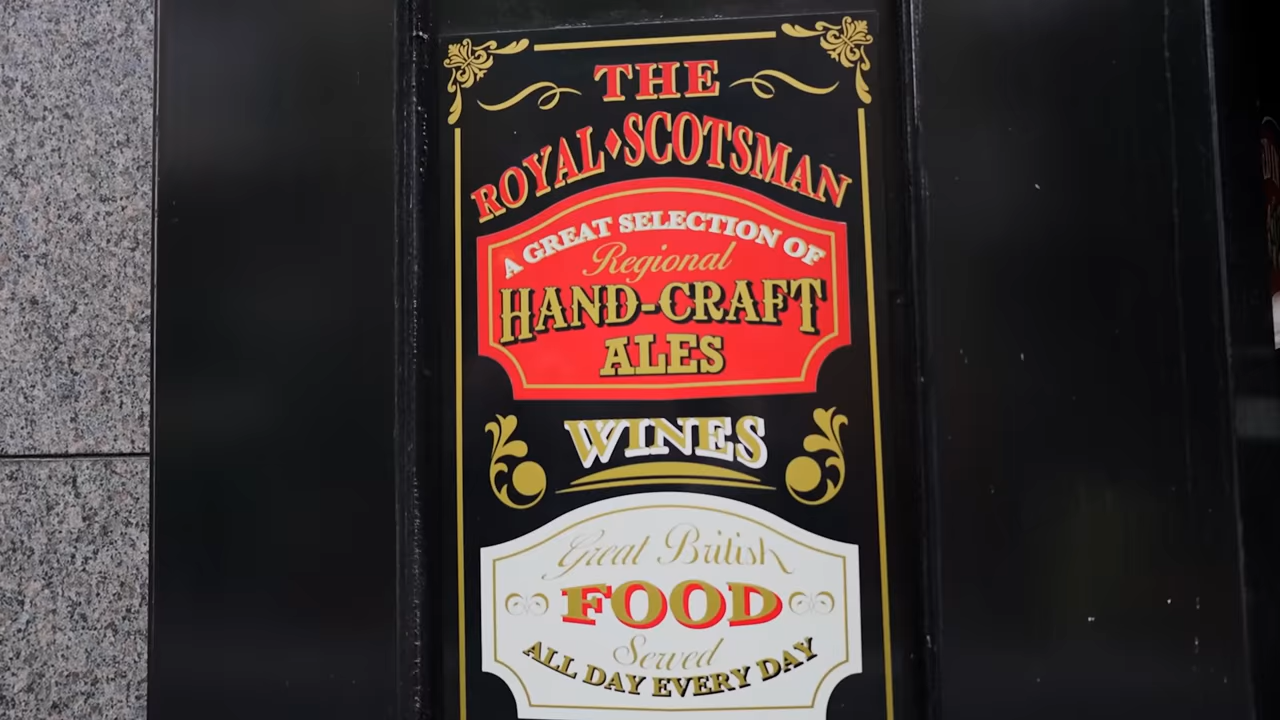 THE
ROYAL♦SCOTSMAN
A GREAT SELECTION OF
Regional
HAND-CRAFT
ALES
WINES
Great British
FOOD
Served
ALL DAY EVERY DAY